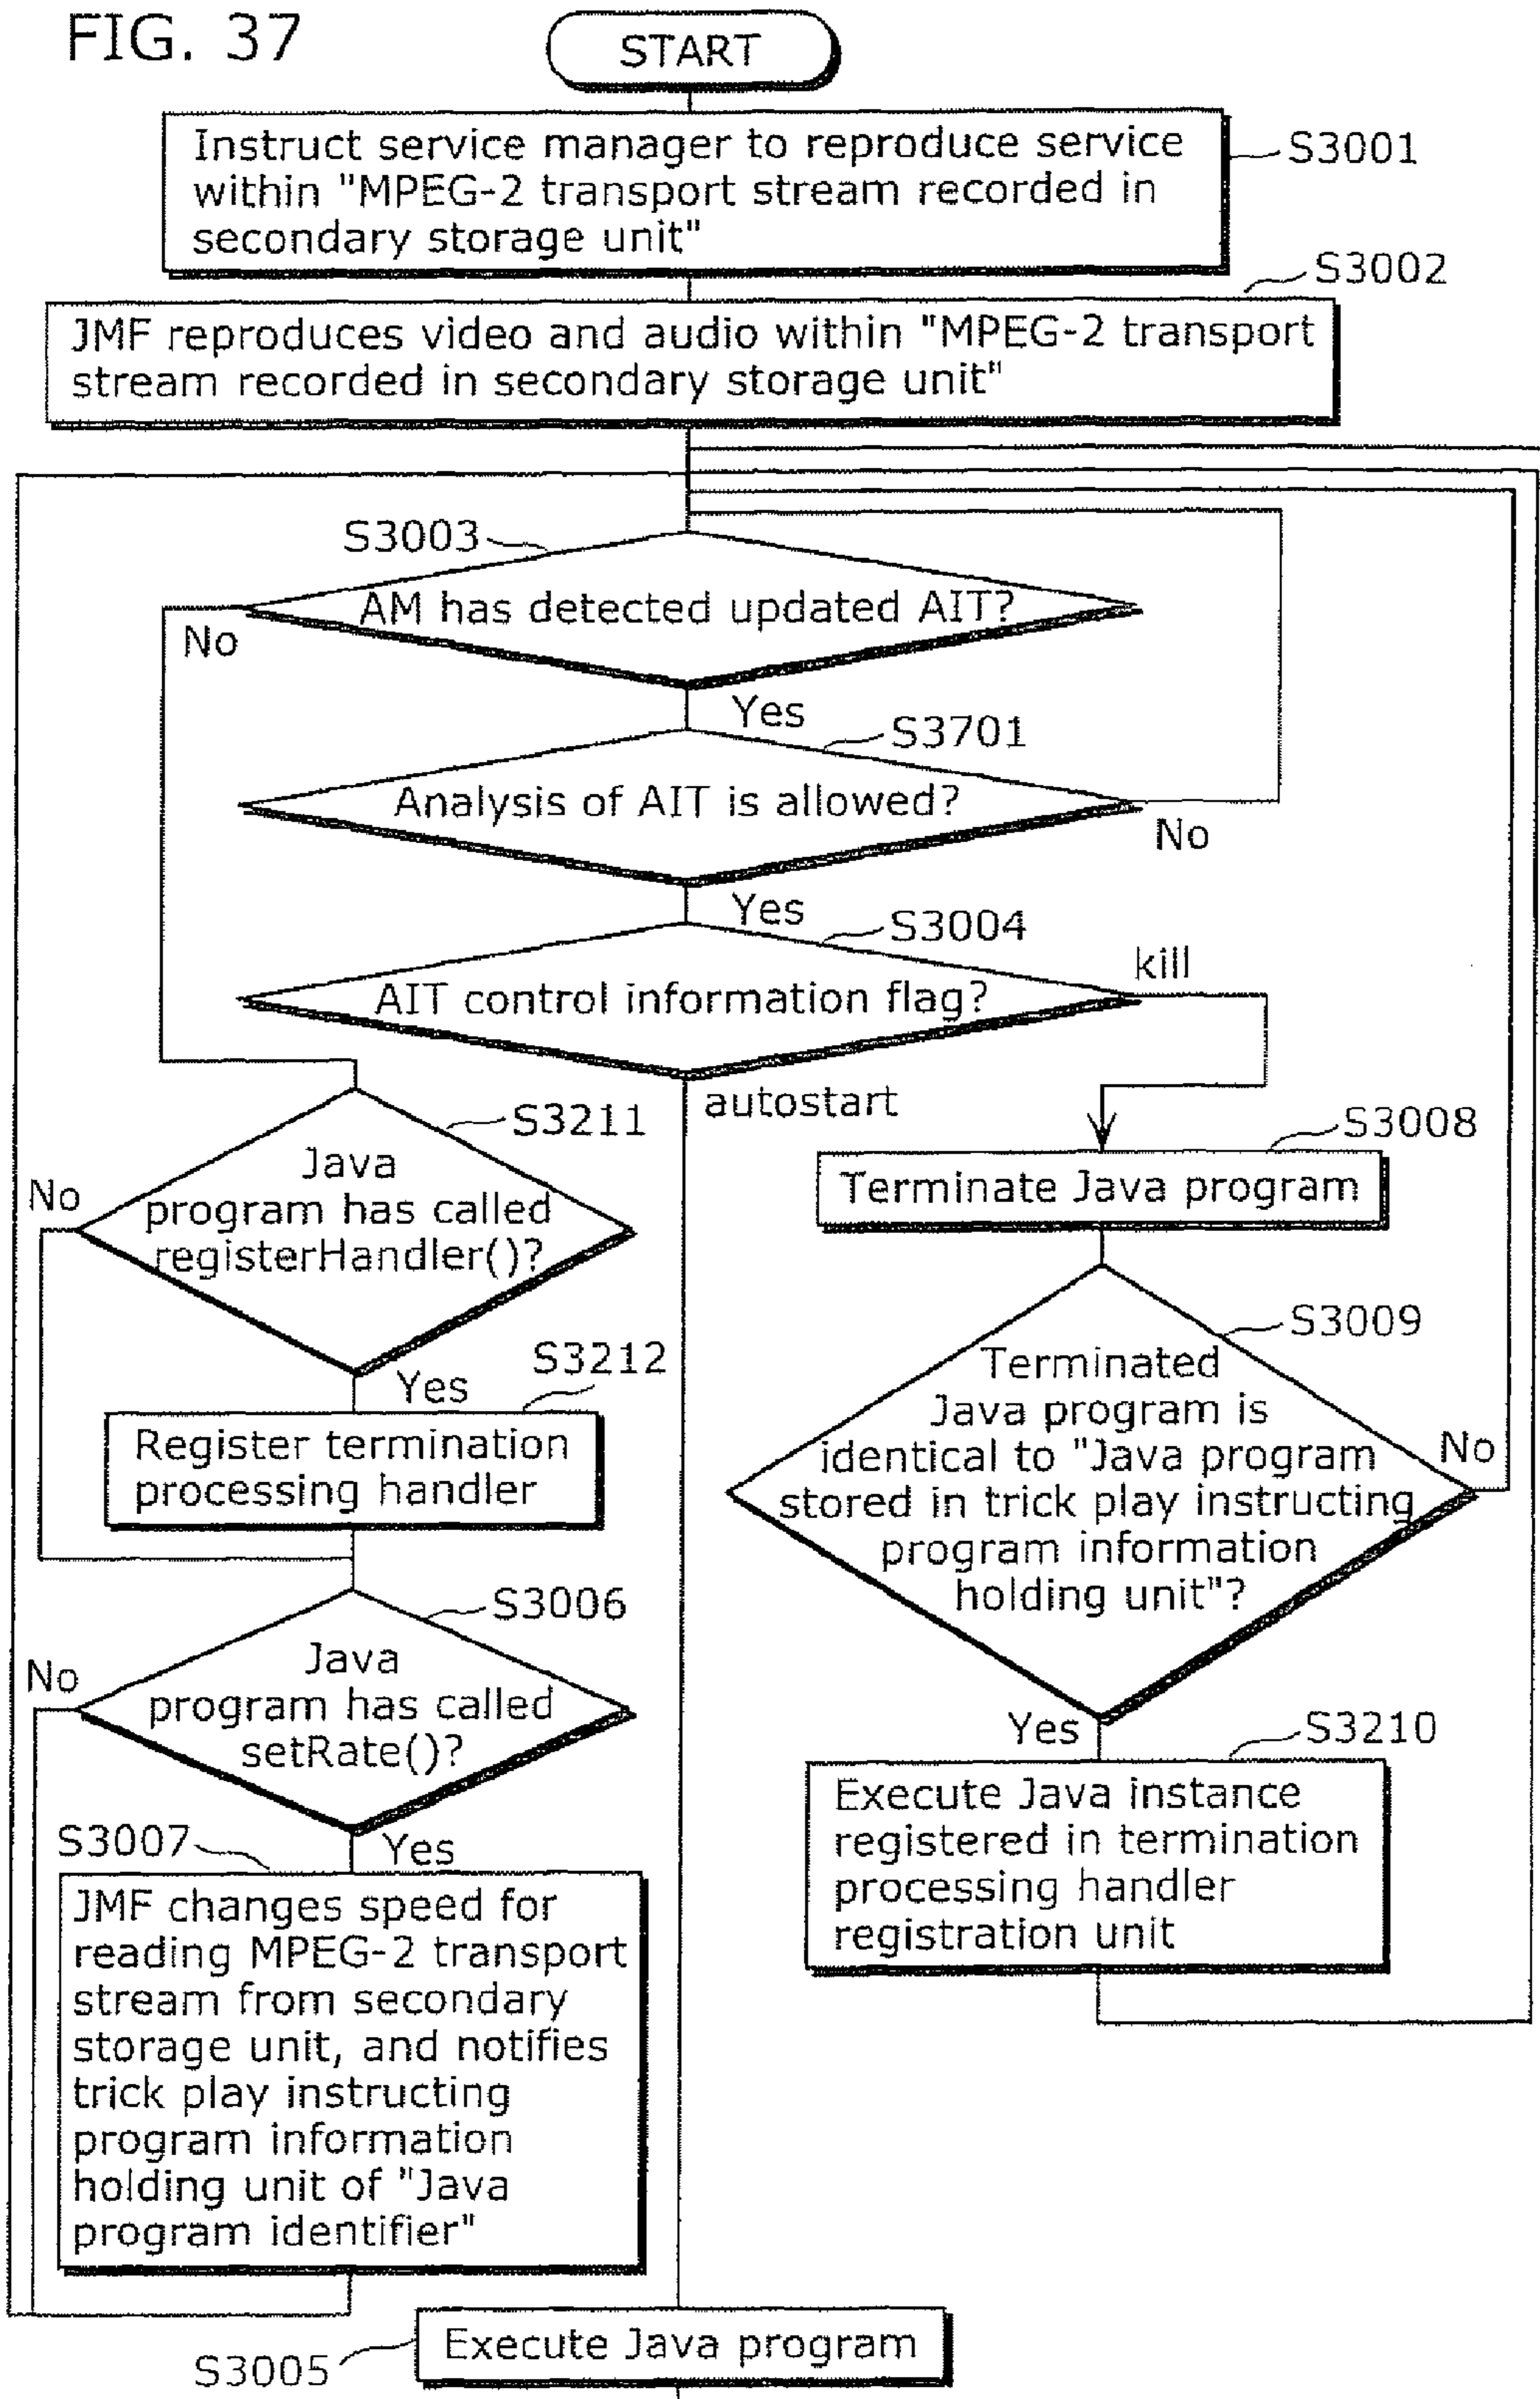 FIG. 37
START
Instruct service manager to reproduce service
within "MPEG-2 transport stream recorded in
secondary storage unit"
S3001
S3002
JMF reproduces video and audio within "MPEG-2 transport
stream recorded in secondary storage unit"
S3003
AM has detected updated AIT?
No
Yes
S3701
Analysis of AIT is allowed?
No
Yes
S3004
kill
AIT control information flag?
autostart
S3211
Java
program has called
registerHandler()?
No
Yes
S3212
Register termination
processing handler
S3006
Java
program has called
setRate()?
No
Yes
S3007
JMF changes speed for
reading MPEG-2 transport
stream from secondary
storage unit, and notifies
trick play instructing
program information
holding unit of "Java
program identifier"
S3008
Terminate Java program
S3009
Terminated
Java program is
identical to "Java program
stored in trick play instructing
program information
holding unit"?
No
Yes
S3210
Execute Java instance
registered in termination
processing handler
registration unit
Execute Java program
S3005